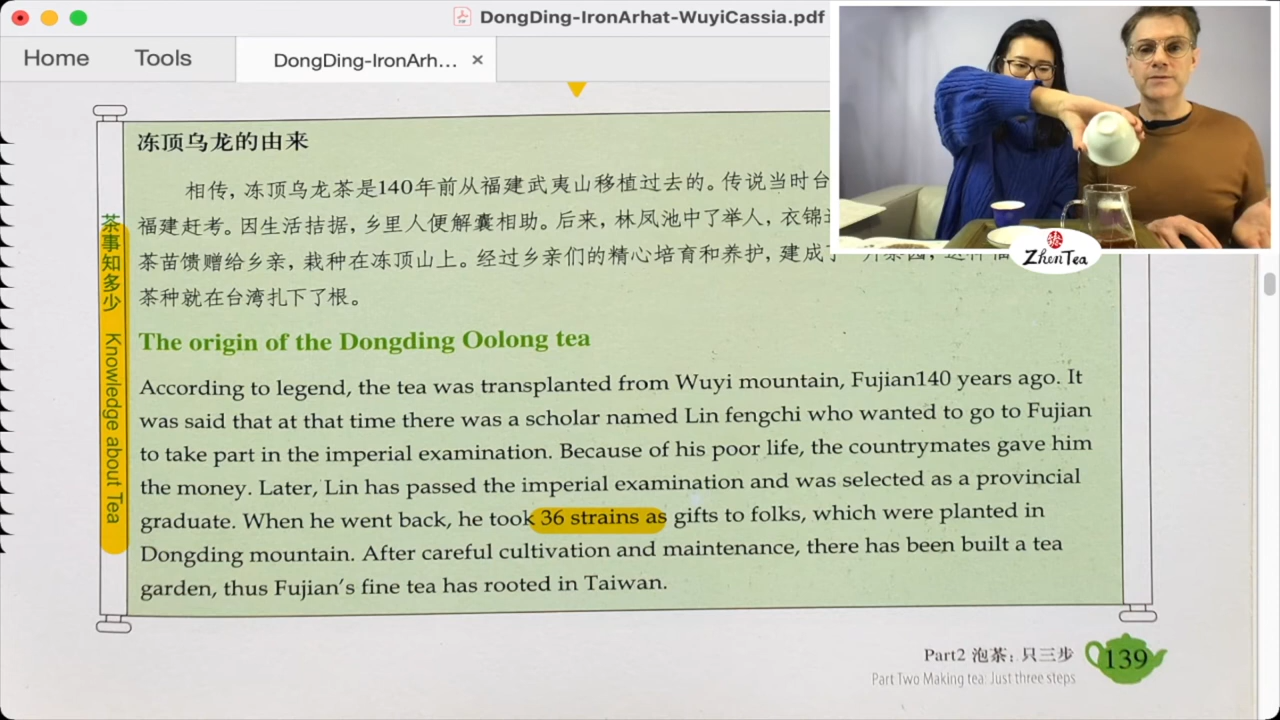 DongDing-IronArhat-WuyiCassia.pdf
Home Tools DongDing-IronArh... ×
冻顶乌龙的由来
相传，冻顶乌龙茶是140年前从福建武夷山移植过去的。传说当时台
福建赶考。因生活拮据，乡里人便解囊相助。后来，林凤池中了举人，衣锦
茶苗馈赠给乡亲，栽种在冻顶山上。经过乡亲们的精心培育和养护，建成了
茶种就在台湾扎下了根。
茶事知多少 Knowledge about Tea
The origin of the Dongding Oolong tea
According to legend, the tea was transplanted from Wuyi mountain, Fujian140 years ago. It
was said that at that time there was a scholar named Lin fengchi who wanted to go to Fujian
to take part in the imperial examination. Because of his poor life, the countrymates gave him
the money. Later, Lin has passed the imperial examination and was selected as a provincial
graduate. When he went back, he took 36 strains as gifts to folks, which were planted in
Dongding mountain. After careful cultivation and maintenance, there has been built a tea
garden, thus Fujian's fine tea has rooted in Taiwan.
Part2 泡茶：只三步
Part Two Making tea: Just three steps
139
ZhenTea